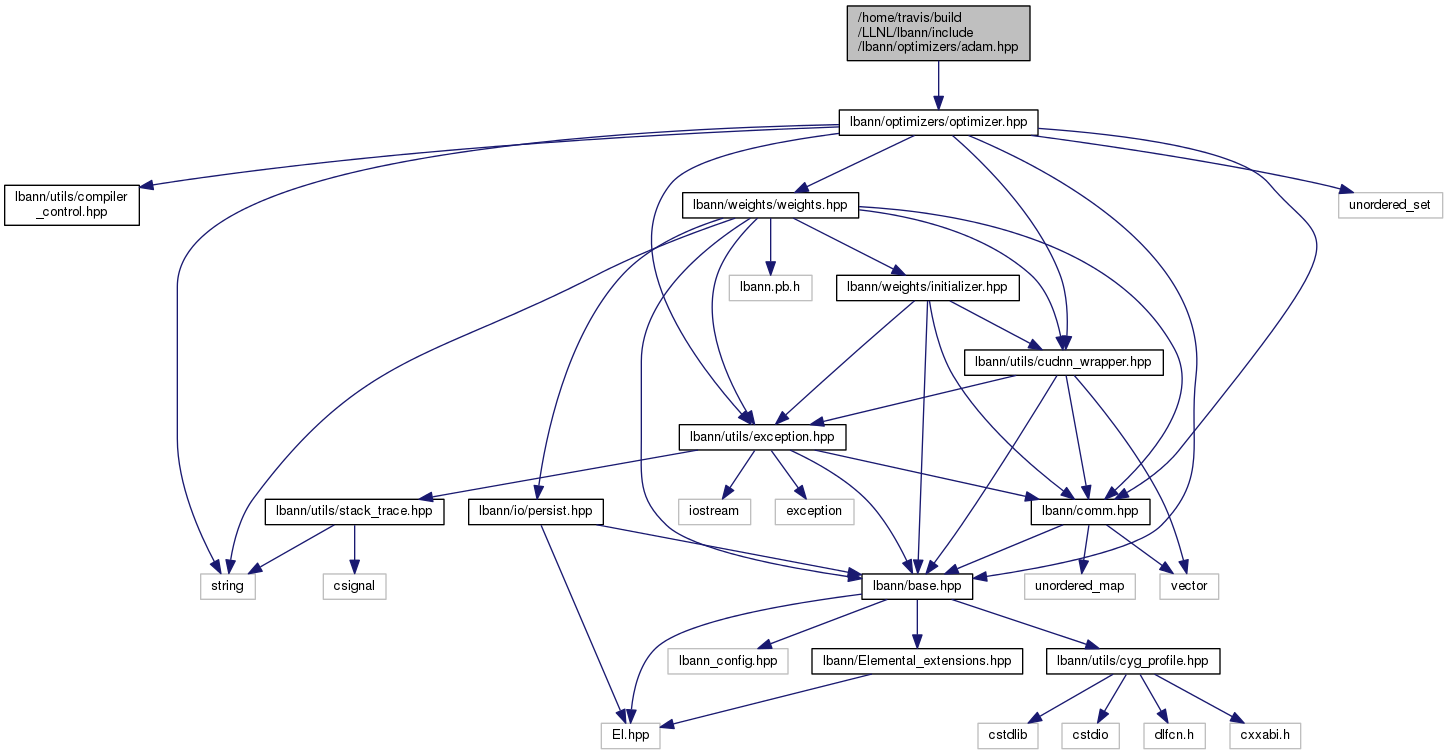 /home/travis/build
/LLNL/lbann/include
/lbann/optimizers/adam.hpp
lbann/optimizers/optimizer.hpp
lbann/utils/compiler
_control.hpp
lbann/weights/weights.hpp
unordered_set
lbann.pb.h
lbann/weights/initializer.hpp
lbann/utils/cudnn_wrapper.hpp
lbann/utils/exception.hpp
lbann/utils/stack_trace.hpp
lbann/io/persist.hpp
iostream
exception
lbann/comm.hpp
string
csignal
lbann/base.hpp
unordered_map
vector
lbann_config.hpp
lbann/Elemental_extensions.hpp
lbann/utils/cyg_profile.hpp
El.hpp
cstdlib
cstdio
dlfcn.h
cxxabi.h